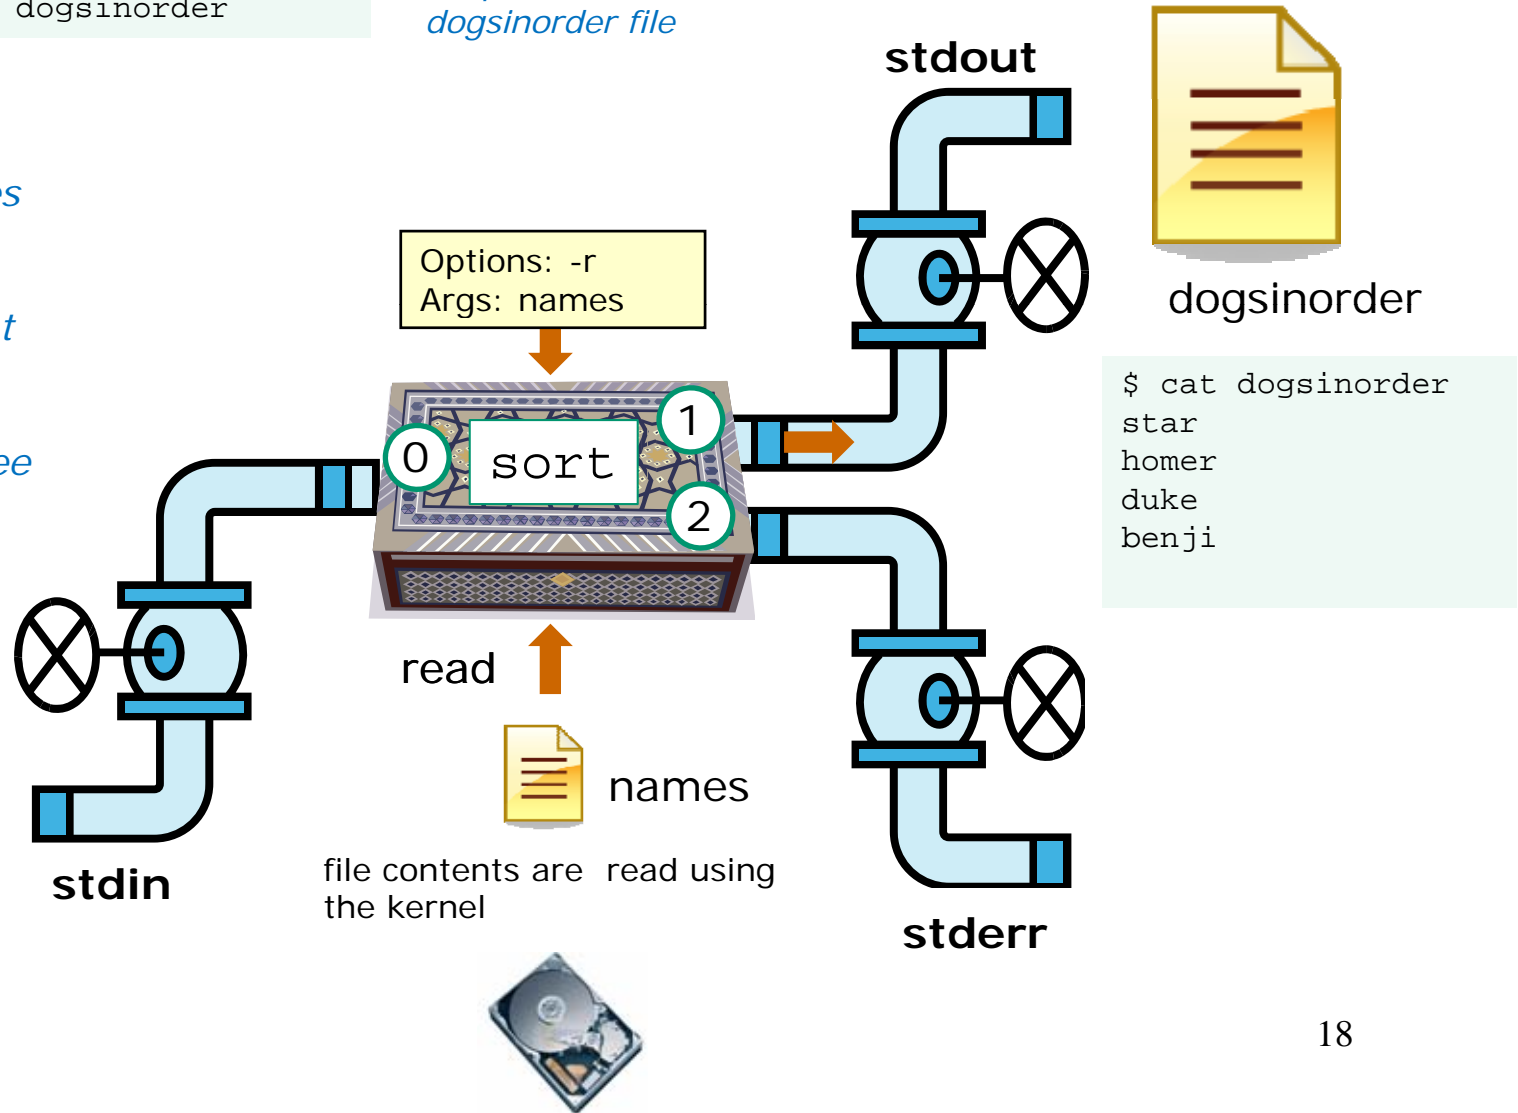 dogsinorder
dogsinorder file
stdout
Options: -r
Args: names
dogsinorder
$ cat dogsinorder
star
homer
duke
benji
0
1
sort
2
read
names
file contents are read using
the kernel
stdin
stderr
18